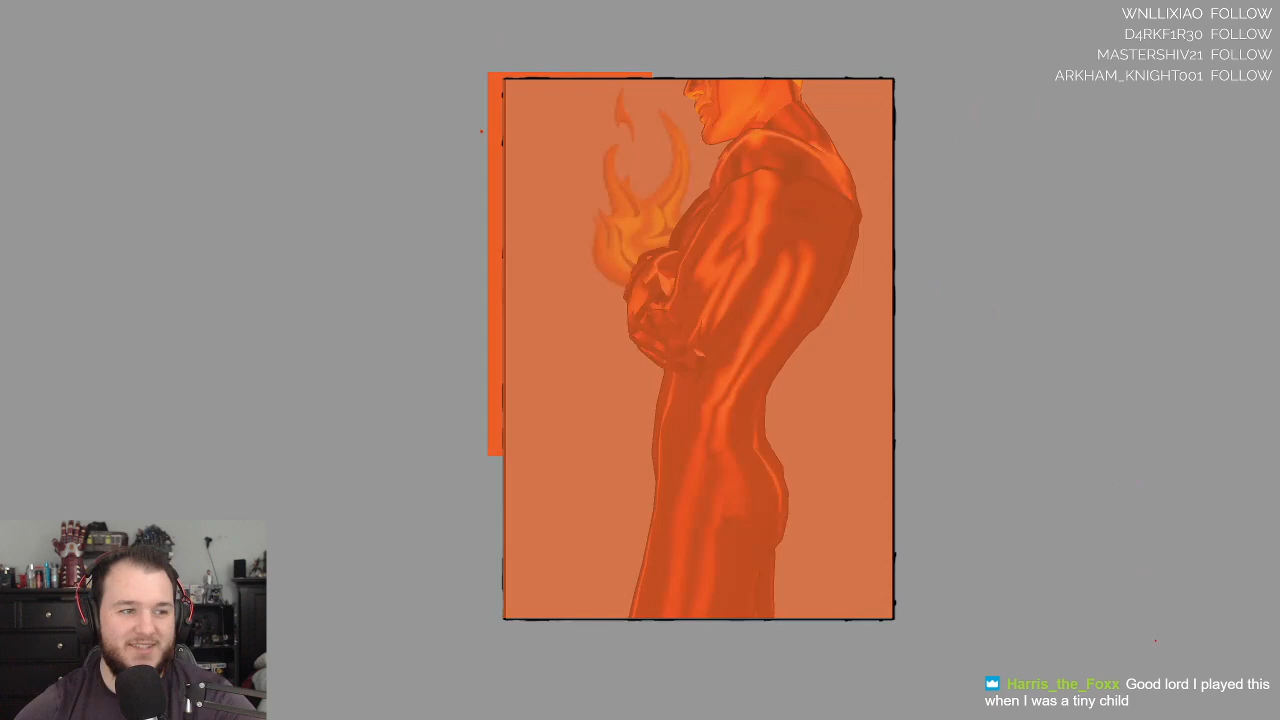 WNLLIXIAO FOLLOW
D4RKF1R30 FOLLOW
MASTERSHIV21 FOLLOW
ARKHAM_KNIGHT001 FOLLOW
Harris_the_Foxx Good lord I played this
when I was a tiny child